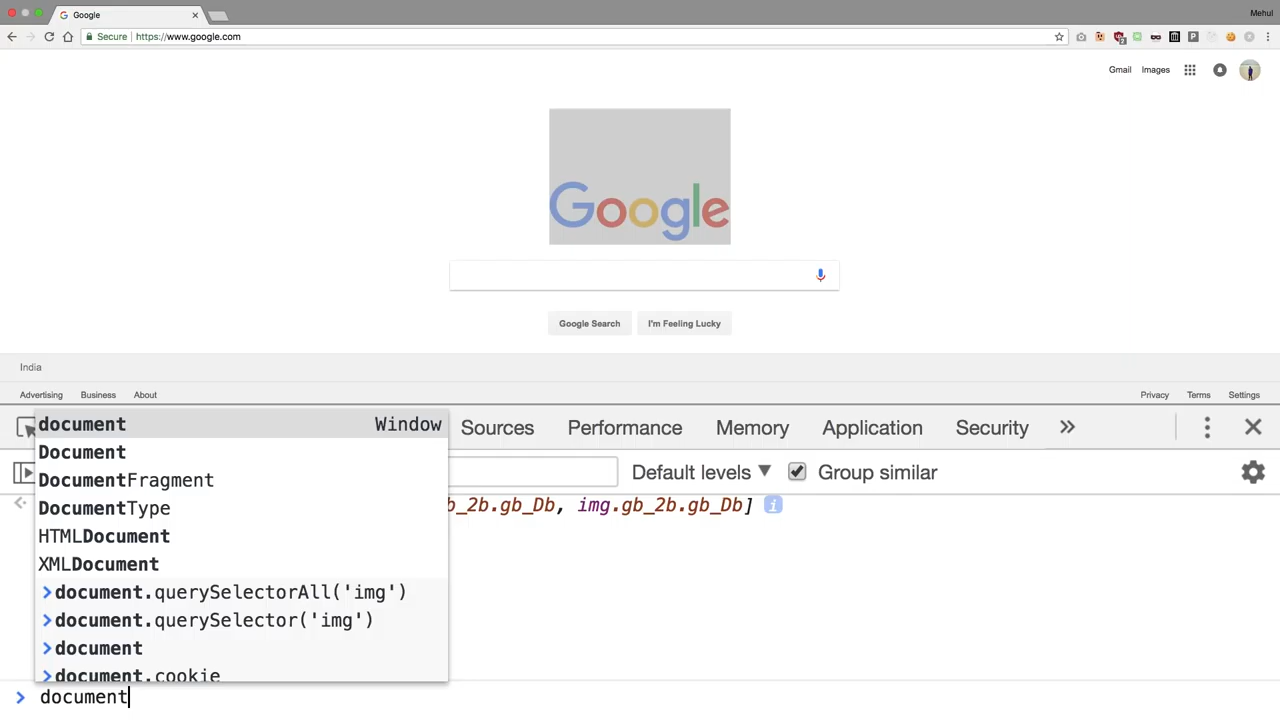 Google
Mehul
Secure https://www.google.com
Gmail Images
Google
Google Search I'm Feeling Lucky
India
Advertising Business About
Privacy Terms Settings
Sources Performance Memory Application Security
Default levels ▼ Group similar
b_2b.gb_Db, img.gb_2b.gb_Db]
document Window
Document
DocumentFragment
DocumentType
HTMLDocument
XMLDocument
> document.querySelectorAll('img')
> document.querySelector('img')
> document
> document.cookie
> document